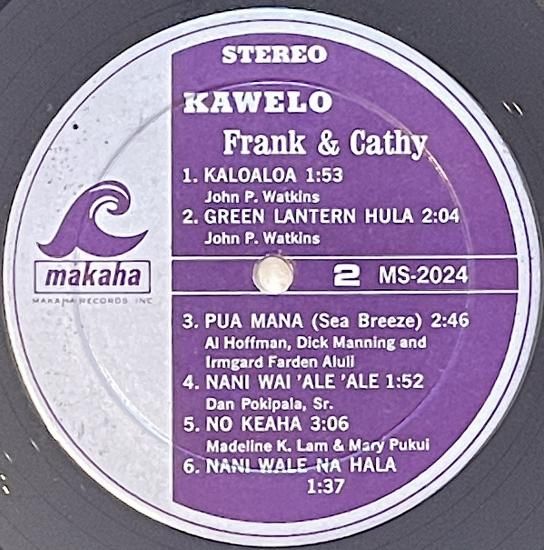 STEREO
KAWELO
Frank & Cathy
1. KALOALOA 1:53
John P. Watkins
2. GREEN LANTERN HULA 2:04
John P. Watkins
makaha
MAKAHA RECORDS INC
2 MS-2024
3. PUA MANA (Sea Breeze) 2:46
Al Hoffman, Dick Manning and
Irmgard Farden Aluli
4. NANI WAI 'ALE 'ALE 1:52
Dan Pokipala, Sr.
5. NO KEAHA 3:06
Madeline K. Lam & Mary Pukui
6. NANI WALE NA HALA
1:37